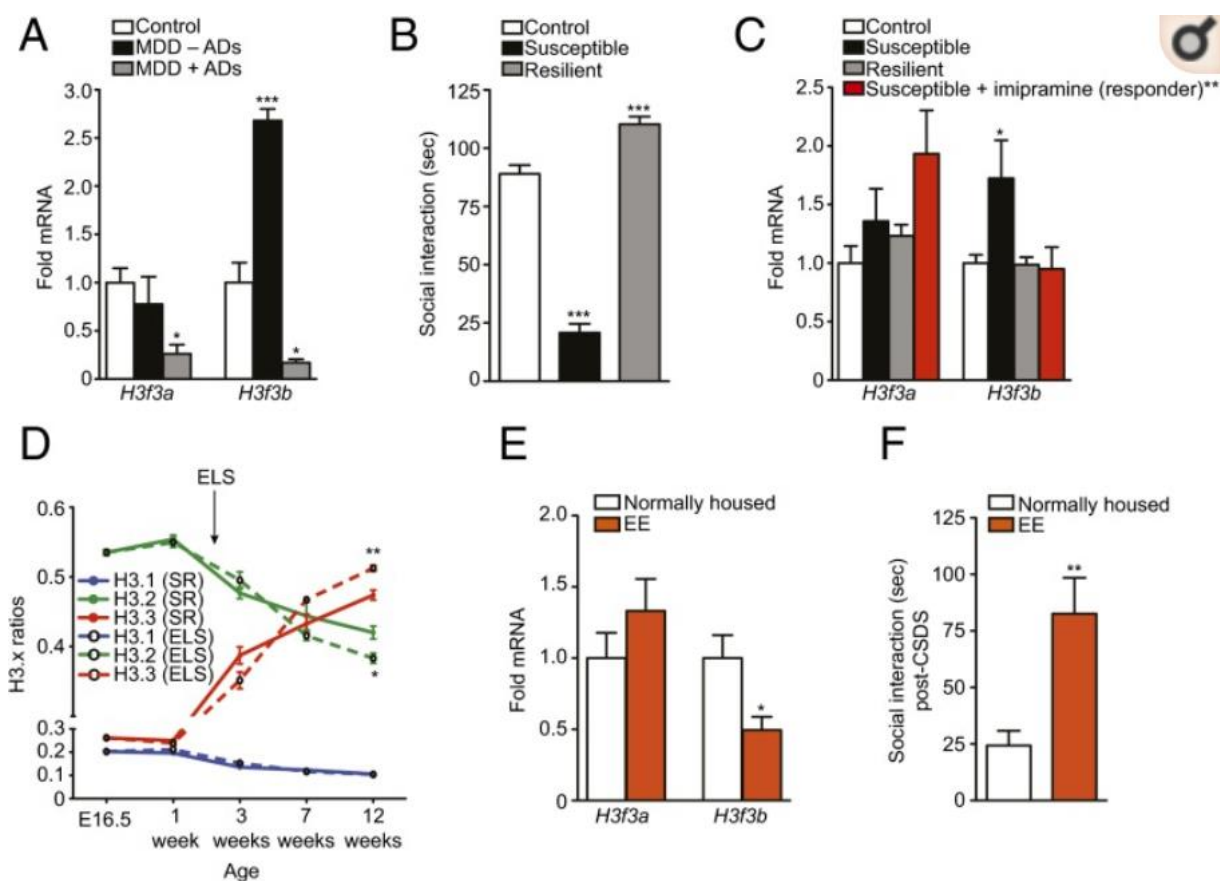 A
Control
MDD – ADs
MDD + ADs
Fold mRNA
3.0
2.5
2.0
1.5
1.0
0.5
0
***
*
*
H3f3a
H3f3b
B
Control
Susceptible
Resilient
Social interaction (sec)
125
100
75
50
25
0
***
***
C
Control
Susceptible
Resilient
Susceptible + imipramine (responder)**
Fold mRNA
2.5
2.0
1.5
1.0
0.5
0
*
H3f3a
H3f3b
D
ELS
H3.x ratios
0.6
0.5
0.4
0.3
0.2
0.1
0
H3.1 (SR)
H3.2 (SR)
H3.3 (SR)
H3.1 (ELS)
H3.2 (ELS)
H3.3 (ELS)
**
*
E16.5
1 week
3 weeks
7 weeks
12 weeks
Age
E
Normally housed
EE
Fold mRNA
2.0
1.5
1.0
0.5
0
*
H3f3a
H3f3b
F
Normally housed
EE
Social interaction (sec)
post-CSDS
125
100
75
50
25
0
**